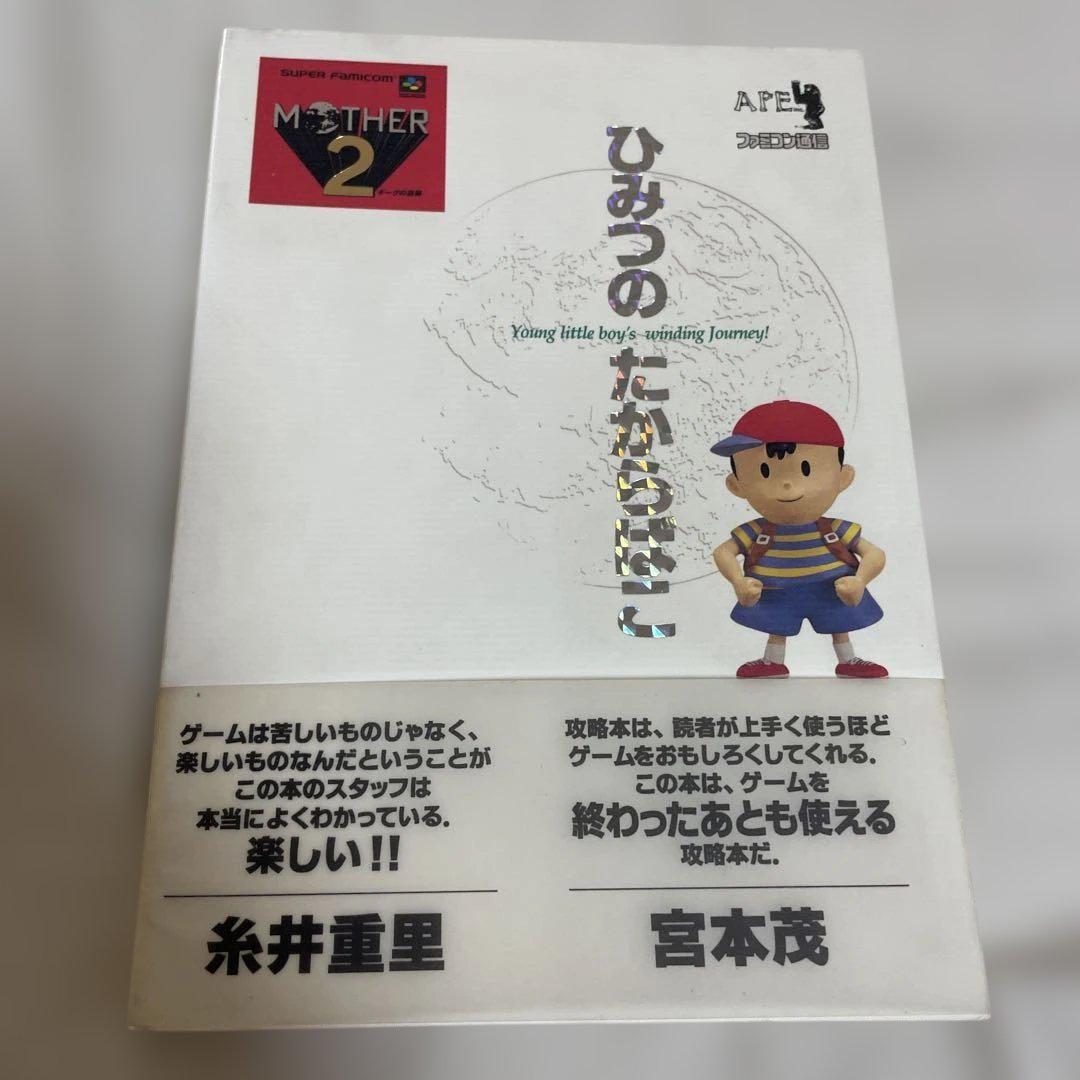 SUPER FAMICOM
MOTHER
2
ギーグの逆襲
APE
ファミコン通信
ひみつの
たからばこ
Young little boy's winding Journey!
ゲームは苦しいものじゃなく、
楽しいものなんだということが
この本のスタッフは
本当によくわかっている.
楽しい!!
糸井重里
攻略本は、読者が上手く使うほど
ゲームをおもしろくしてくれる.
この本は、ゲームを
終わったあとも使える
攻略本だ.
宮本茂